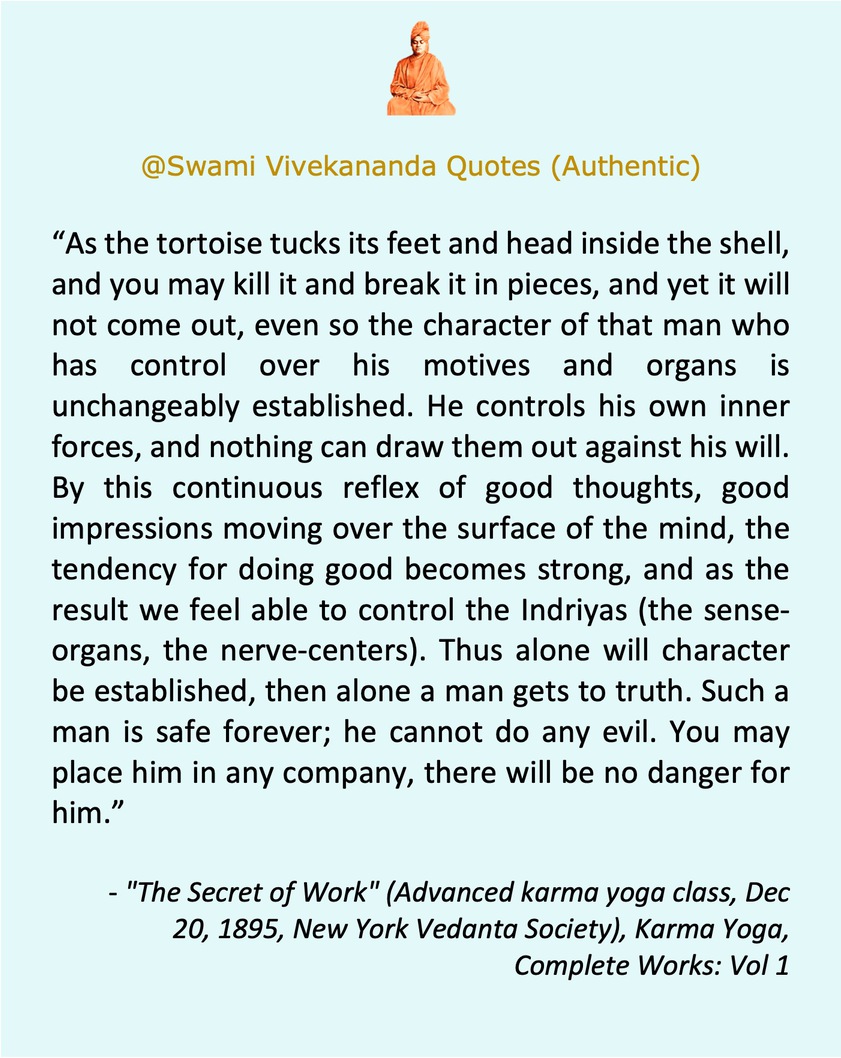 @Swami Vivekananda Quotes (Authentic)
“As the tortoise tucks its feet and head inside the shell,
and you may kill it and break it in pieces, and yet it will
not come out, even so the character of that man who
has control over his motives and organs is
unchangeably established. He controls his own inner
forces, and nothing can draw them out against his will.
By this continuous reflex of good thoughts, good
impressions moving over the surface of the mind, the
tendency for doing good becomes strong, and as the
result we feel able to control the Indriyas (the sense-
organs, the nerve-centers). Thus alone will character
be established, then alone a man gets to truth. Such a
man is safe forever; he cannot do any evil. You may
place him in any company, there will be no danger for
him.”
- "The Secret of Work" (Advanced karma yoga class, Dec
20, 1895, New York Vedanta Society), Karma Yoga,
Complete Works: Vol 1